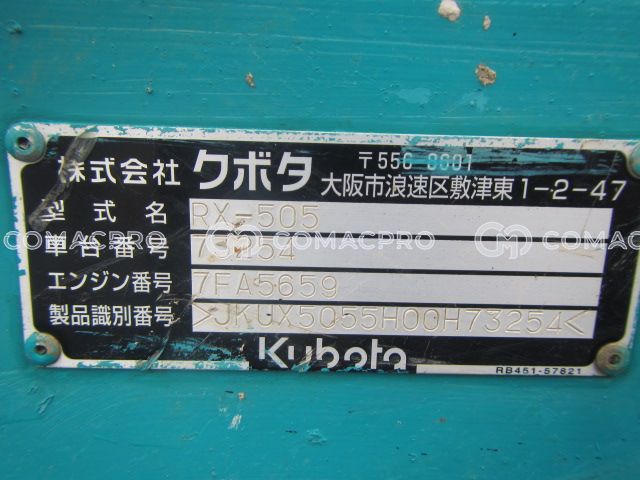 株式会社 クボタ 〒556 8601
大阪市浪速区敷津東1-2-47
型式名 RX-505
車台番号 73254
エンジン番号 7FA5659
製品識別番号 >JKUX5055H00H73254<
Kubota
RB451-57821
COMACPRO COMACPRO COMACPRO